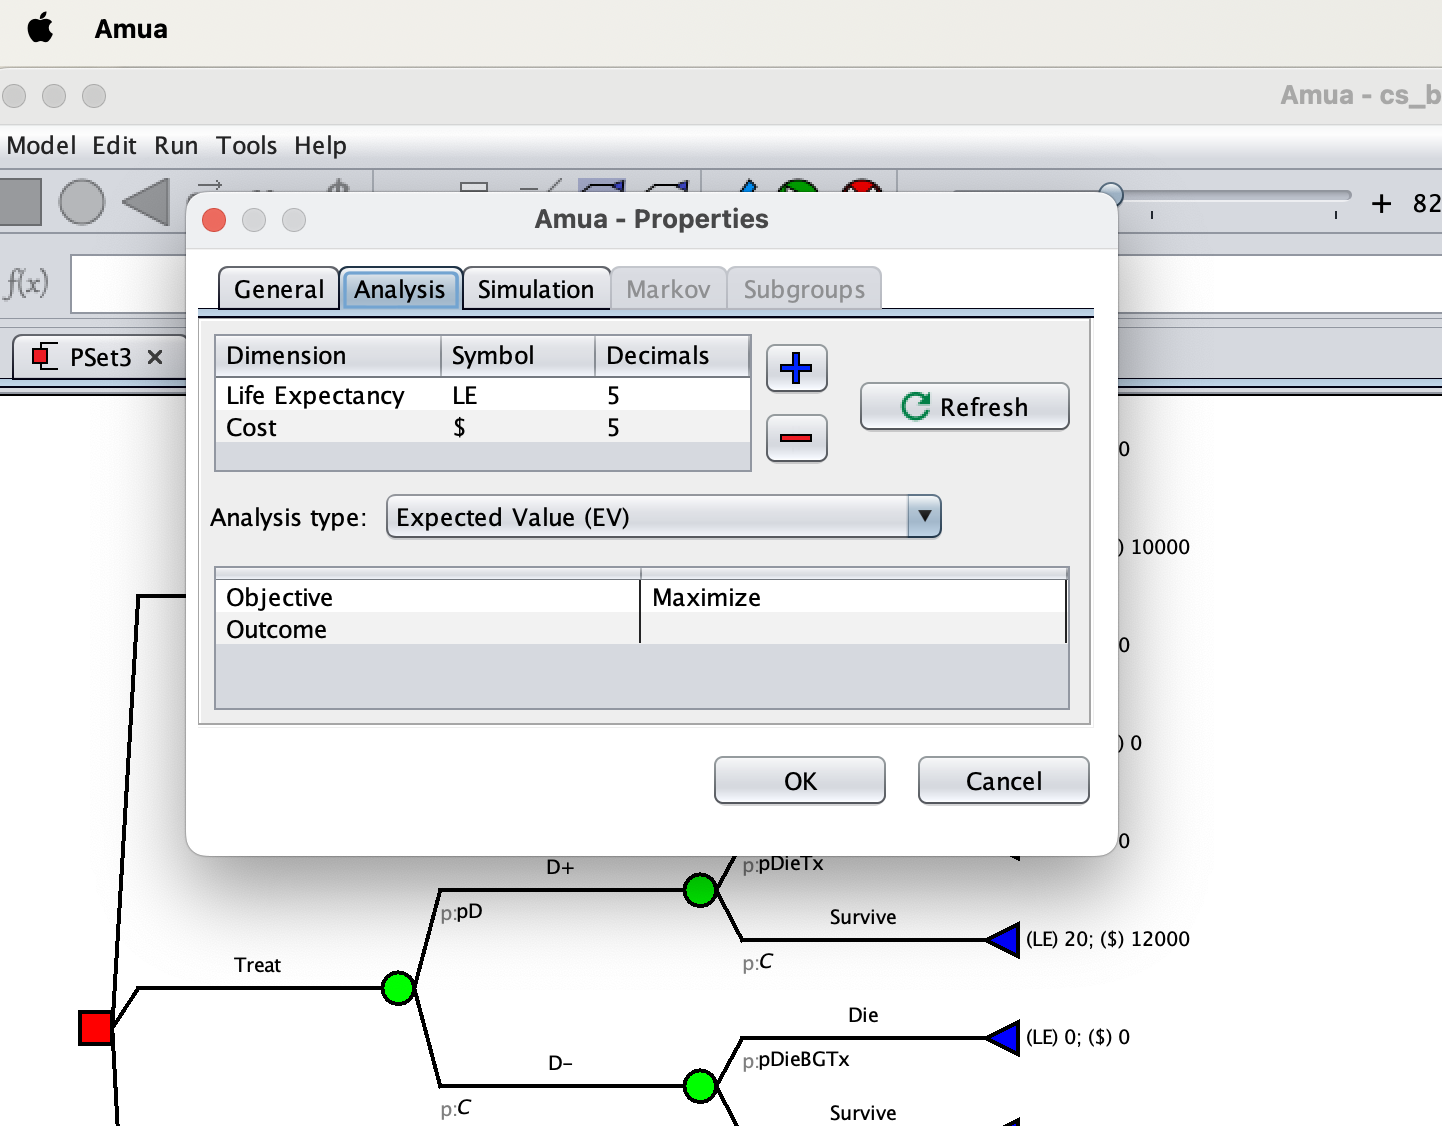 Amua
Amua - cs_b
Model Edit Run Tools Help
+ 82
Amua - Properties
f(x)
General Analysis Simulation Markov Subgroups
PSet3
Dimension Symbol Decimals
Life Expectancy LE 5
Cost $ 5
Refresh
0
Analysis type: Expected Value (EV)
) 10000
Objective Maximize
Outcome
0
) 0
OK Cancel
0
D+
p:pDieTx
p:pD
Survive
(LE) 20; ($) 12000
p:C
Treat
Die
(LE) 0; ($) 0
p:pDieBGTx
D-
p:C
Survive